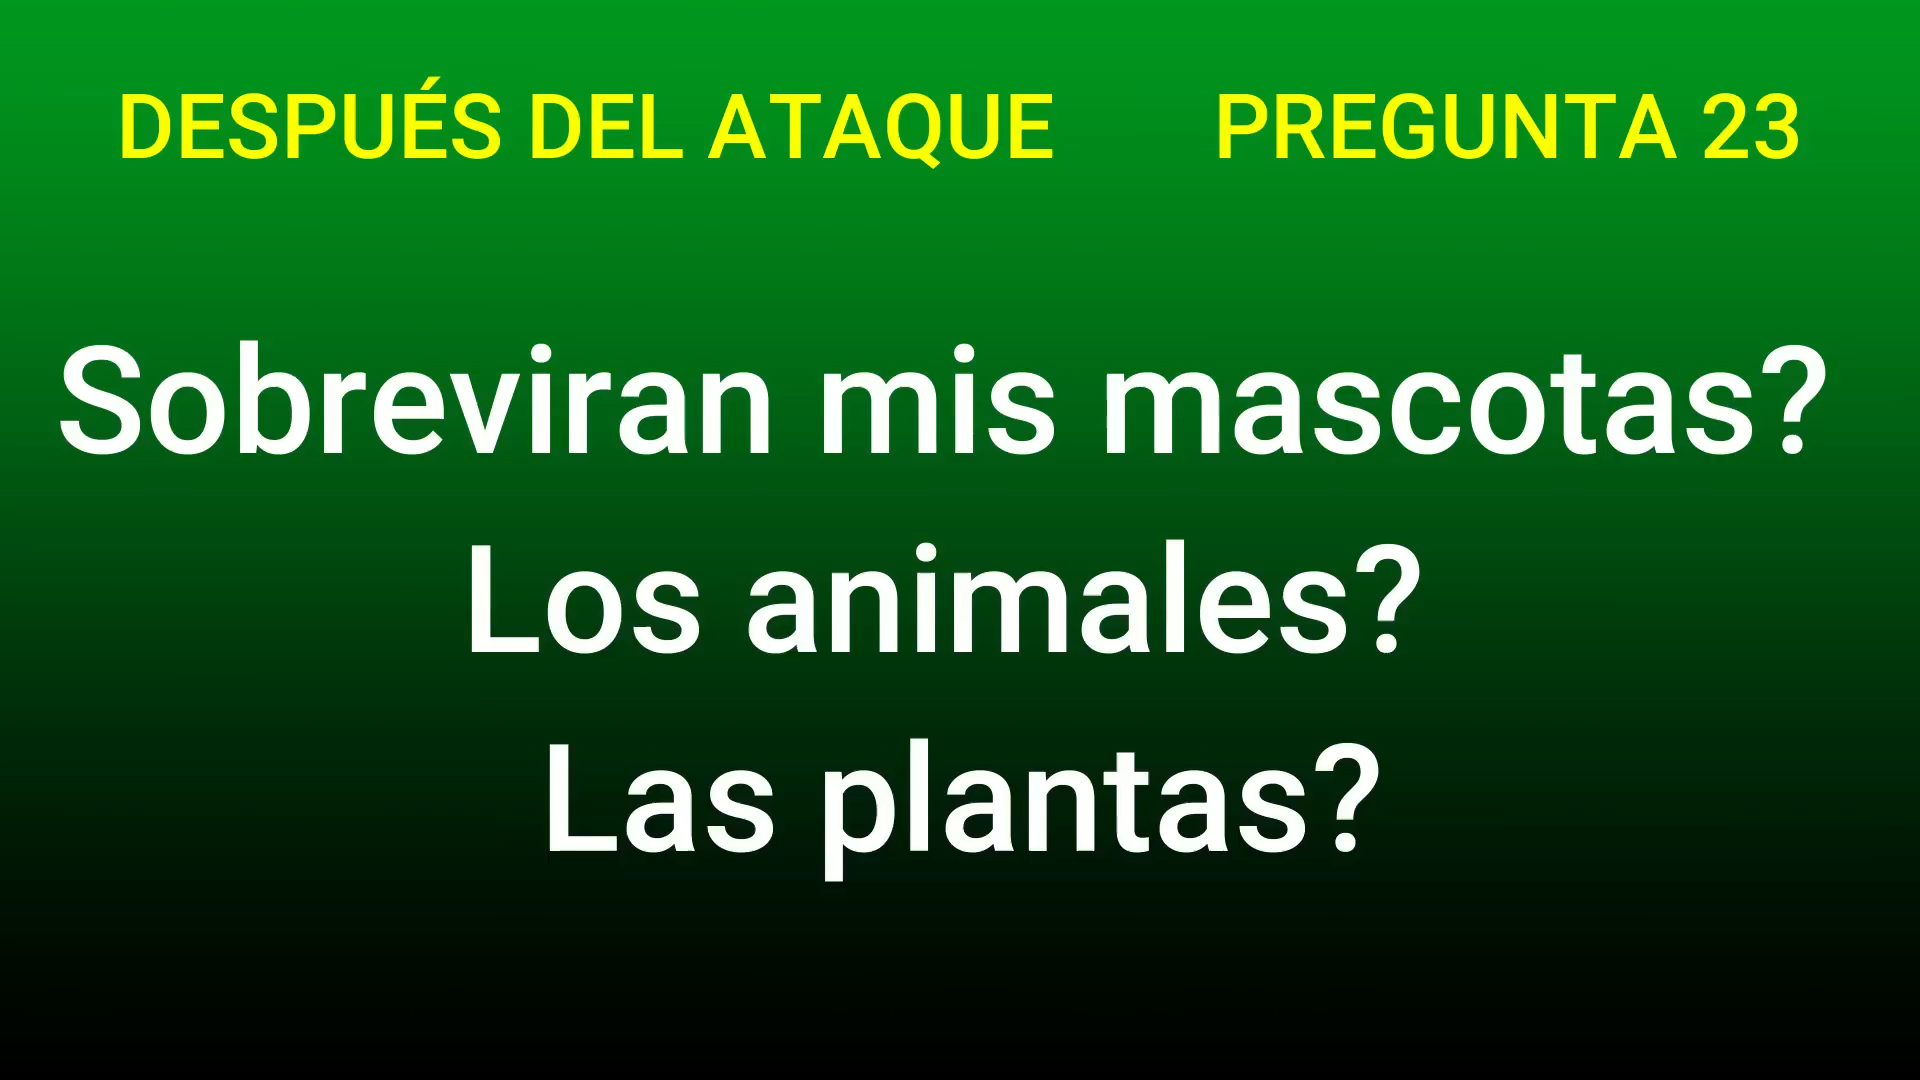 DESPUÉS DEL ATAQUE PREGUNTA 23
Sobreviran mis mascotas?
Los animales?
Las plantas?